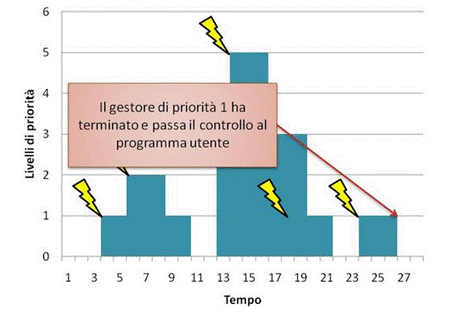 6
5
4
3
2
1
0
Livelli di priorità
Il gestore di priorità 1 ha
terminato e passa il controllo al
programma utente
1 3 5 7 9 11 13 15 17 19 21 23 25 27
Tempo